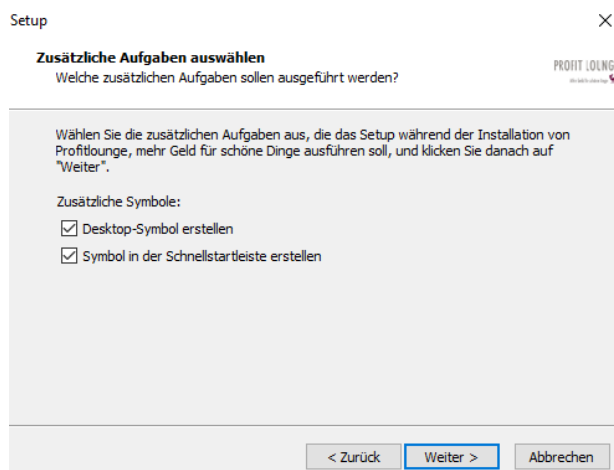 Setup
Zusätzliche Aufgaben auswählen
Welche zusätzlichen Aufgaben sollen ausgeführt werden?
PROFIT LOUNG
Wählen Sie die zusätzlichen Aufgaben aus, die das Setup während der Installation von
Profitlounge, mehr Geld für schöne Dinge ausführen soll, und klicken Sie danach auf
"Weiter".
Zusätzliche Symbole:
Desktop-Symbol erstellen
Symbol in der Schnellstartleiste erstellen
< Zurück
Weiter >
Abbrechen